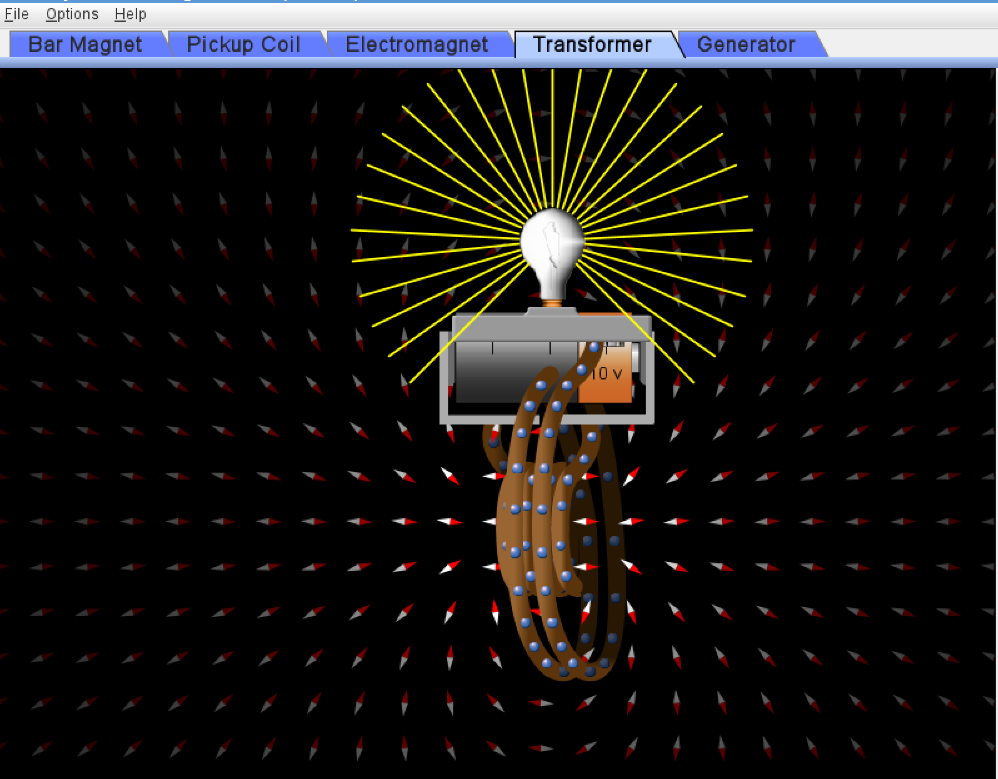 File Options Help
Bar Magnet Pickup Coil Electromagnet Transformer Generator
10 V